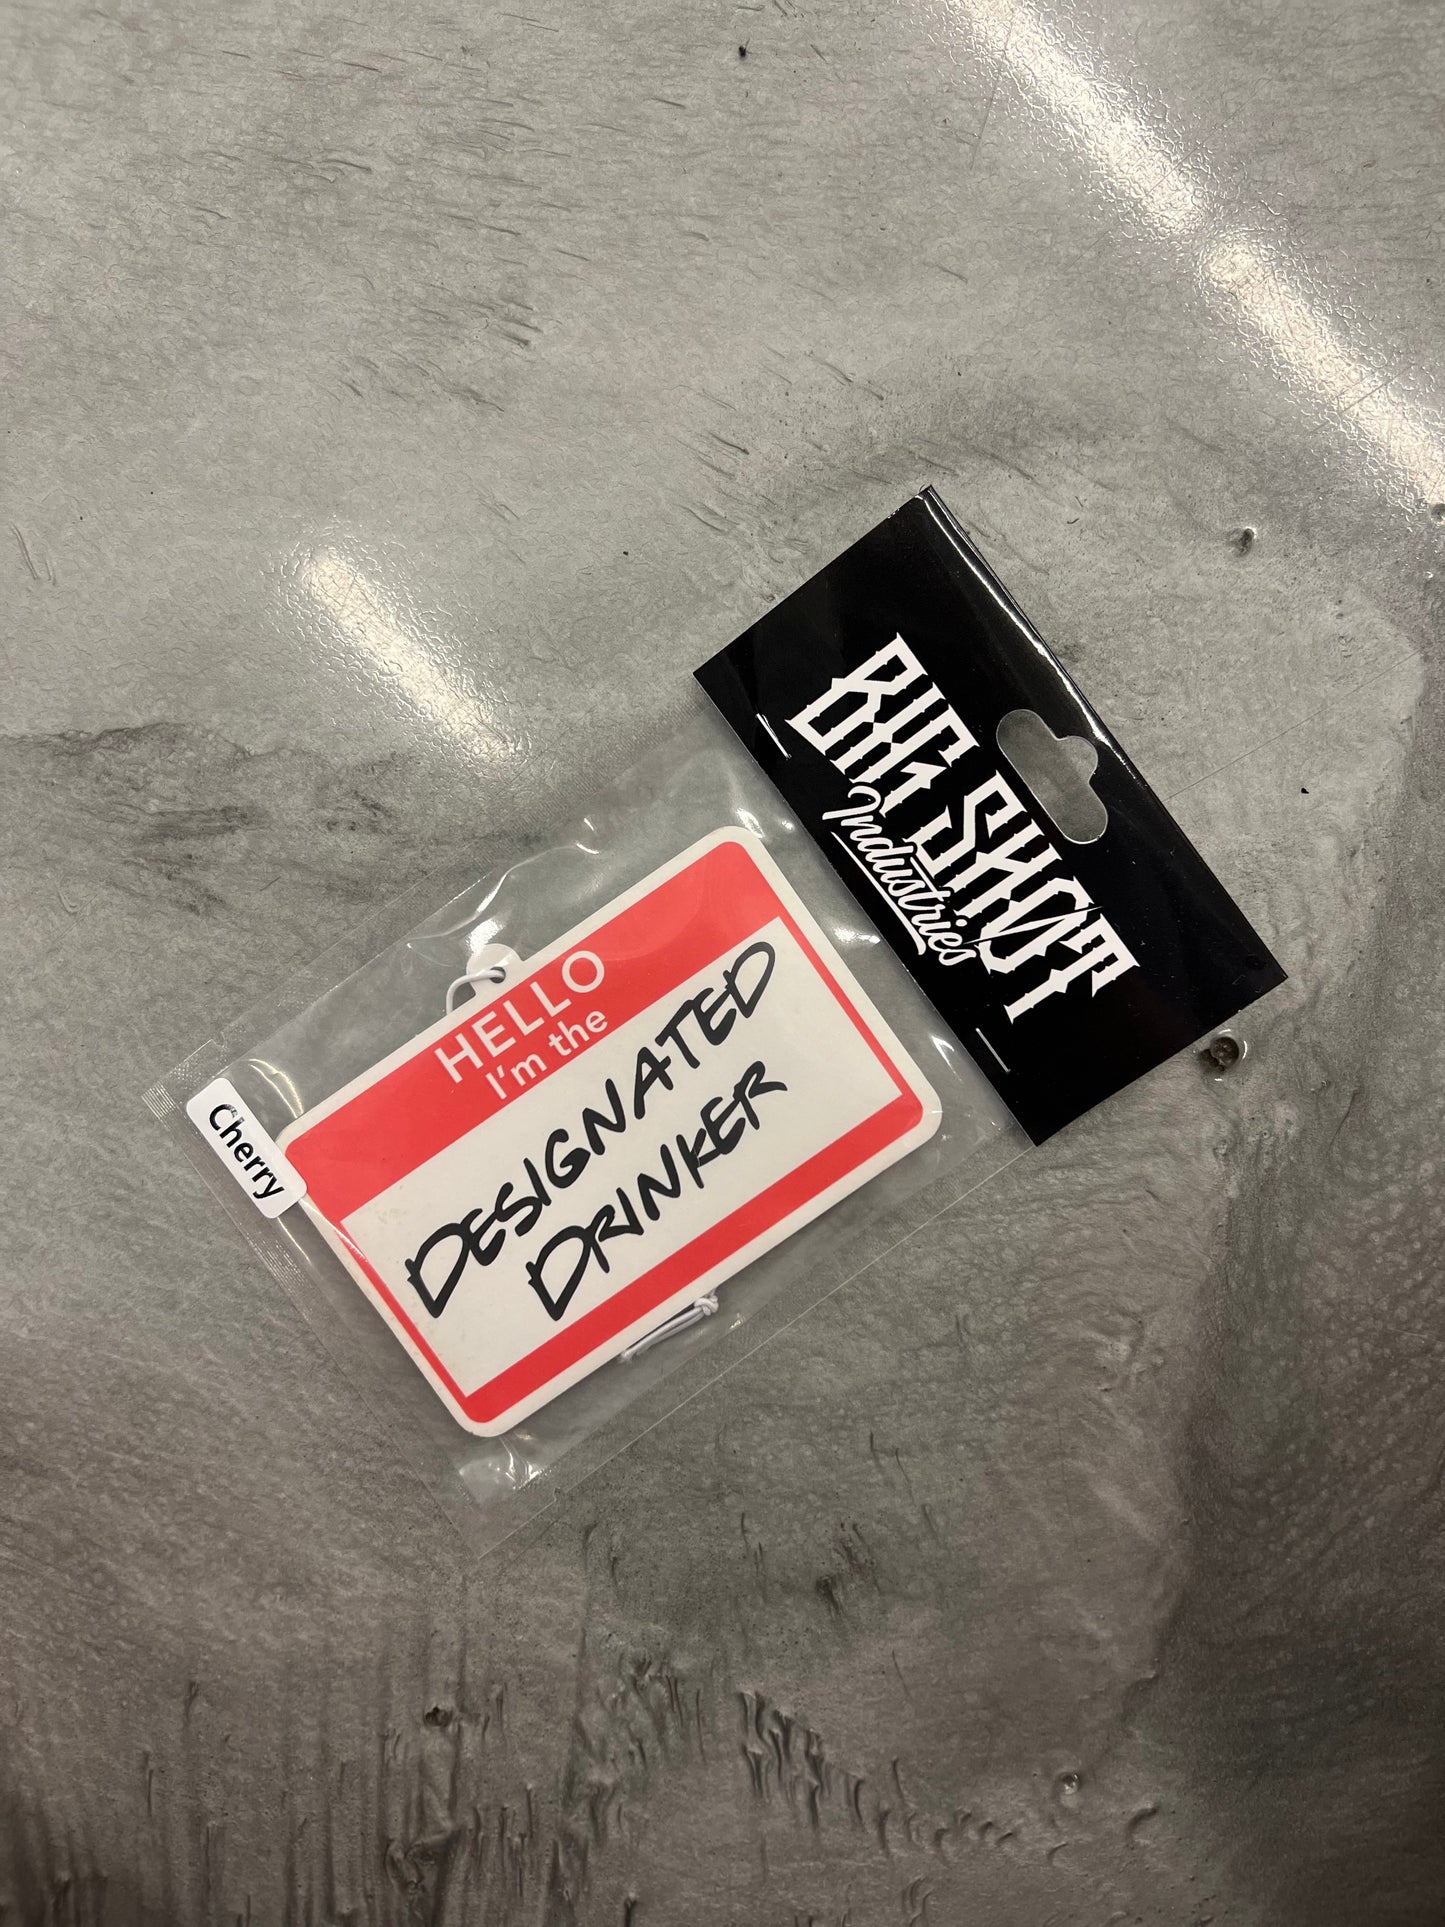 BIG SHOT
Industries
HELLO
I'm the
DESIGNATED
DRINKER
Cherry